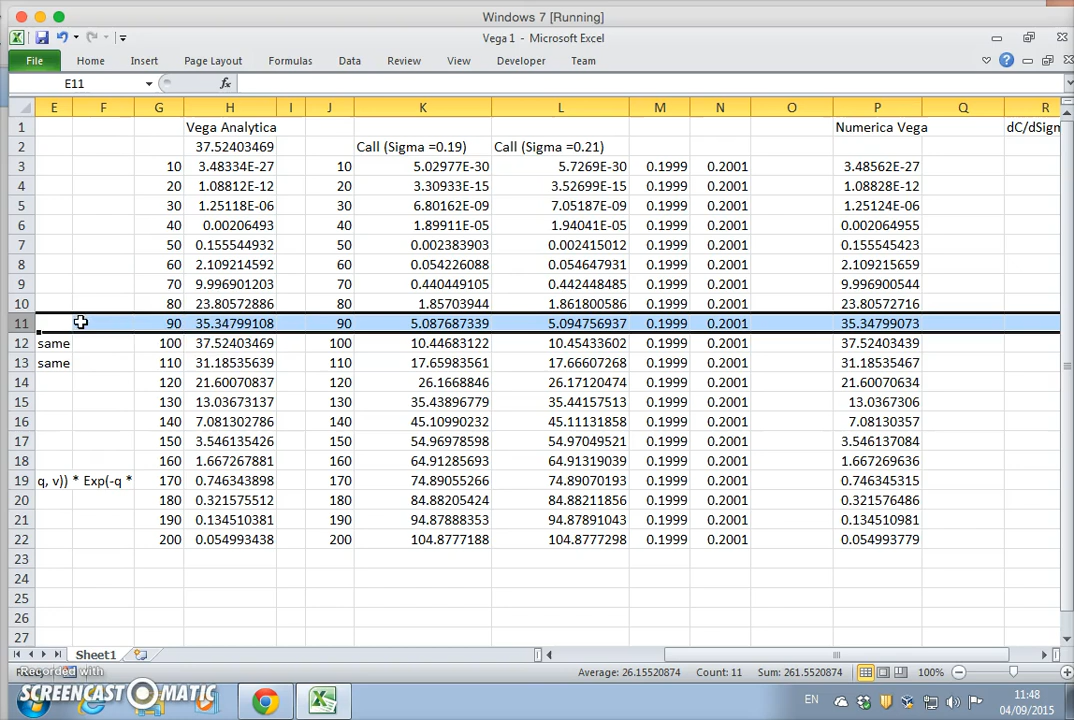 Windows 7 [Running]
Vega 1 - Microsoft Excel
File Home Insert Page Layout Formulas Data Review View Developer Team
E11 fx
E F G H I J K L M N O P Q R
1 Vega Analytica Numerica Vega dC/dSign
2 37.52403469 Call (Sigma =0.19) Call (Sigma =0.21)
3 10 3.48334E-27 10 5.02977E-30 5.7269E-30 0.1999 0.2001 3.48562E-27
4 20 1.08812E-12 20 3.30933E-15 3.52699E-15 0.1999 0.2001 1.08828E-12
5 30 1.25118E-06 30 6.80162E-09 7.05187E-09 0.1999 0.2001 1.25124E-06
6 40 0.00206493 40 1.89911E-05 1.94041E-05 0.1999 0.2001 0.002064955
7 50 0.155544932 50 0.002383903 0.002415012 0.1999 0.2001 0.155545423
8 60 2.109214592 60 0.054226088 0.054647931 0.1999 0.2001 2.109215659
9 70 9.996901203 70 0.440449105 0.442448485 0.1999 0.2001 9.996900544
10 80 23.80572886 80 1.85703944 1.861800586 0.1999 0.2001 23.80572716
11 90 35.34799108 90 5.087687339 5.094756937 0.1999 0.2001 35.34799073
12 same 100 37.52403469 100 10.44683122 10.45433602 0.1999 0.2001 37.52403439
13 same 110 31.18535639 110 17.65983561 17.66607268 0.1999 0.2001 31.18535467
14 120 21.60070837 120 26.1668846 26.17120474 0.1999 0.2001 21.60070634
15 130 13.03673137 130 35.43896779 35.44157513 0.1999 0.2001 13.0367306
16 140 7.081302786 140 45.10990232 45.11131858 0.1999 0.2001 7.08130357
17 150 3.546135426 150 54.96978598 54.97049521 0.1999 0.2001 3.546137084
18 160 1.667267881 160 64.91285693 64.91319039 0.1999 0.2001 1.667269636
19 q, v)) * Exp(-q * 170 0.746343898 170 74.89055266 74.89070193 0.1999 0.2001 0.746345315
20 180 0.321575512 180 84.88205424 84.88211856 0.1999 0.2001 0.321576486
21 190 0.134510381 190 94.87888353 94.87891043 0.1999 0.2001 0.134510981
22 200 0.054993438 200 104.8777188 104.8777298 0.1999 0.2001 0.054993779
23
24
25
26
27
Sheet1
Recorded with
Average: 26.15520874 Count: 11 Sum: 261.5520874 100%
SCREENCAST-O-MATIC
EN 11:48
04/09/2015